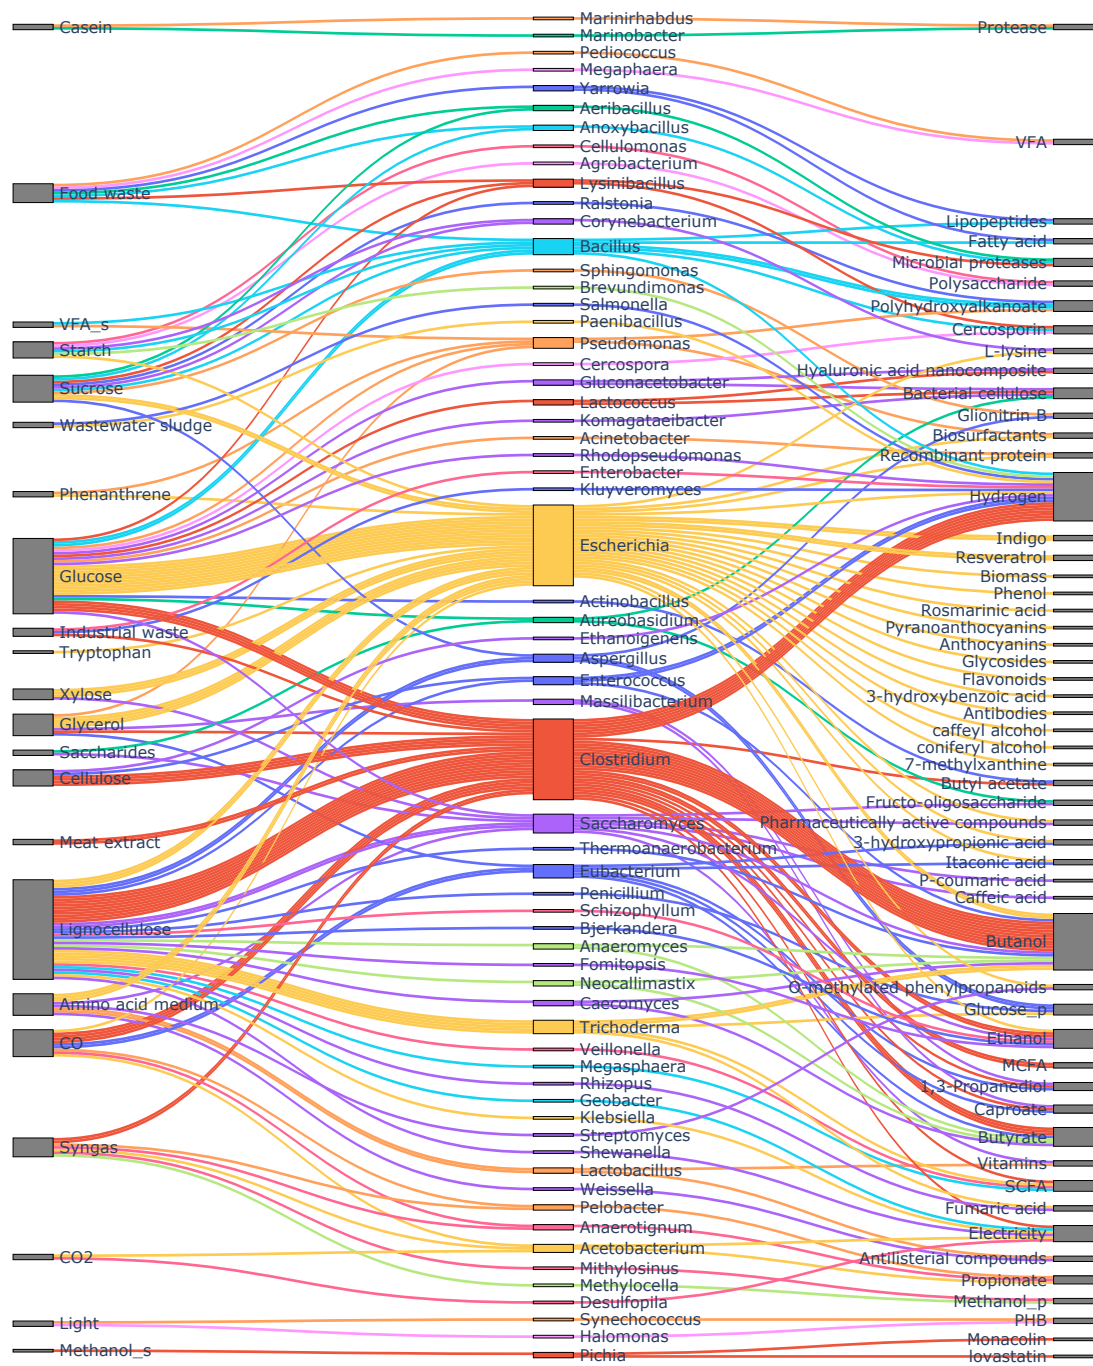 Casein
Food waste
VFA_s
Starch
Sucrose
Wastewater sludge
Phenanthrene
Glucose
Industrial waste
Tryptophan
Xylose
Glycerol
Saccharides
Cellulose
Meat extract
Lignocellulose
Amino acid medium
CO
Syngas
CO2
Light
Methanol_s
Marinirhabdus
Marinobacter
Pediococcus
Megaphaera
Yarrowia
Aeribacillus
Anoxybacillus
Cellulomonas
Agrobacterium
Lysinibacillus
Ralstonia
Corynebacterium
Bacillus
Sphingomonas
Brevundimonas
Salmonella
Paenibacillus
Pseudomonas
Cercospora
Gluconacetobacter
Lactococcus
Komagataeibacter
Acinetobacter
Rhodopseudomonas
Enterobacter
Kluyveromyces
Escherichia
Actinobacillus
Aureobasidium
Ethanoigenens
Aspergillus
Enterococcus
Massilibacterium
Clostridium
Saccharomyces
Thermoanaerobacterium
Eubacterium
Penicillium
Schizophyllum
Bjerkandera
Anaeromyces
Fomitopsis
Neocallimastix
Caecomyces
Trichoderma
Veillonella
Megasphaera
Rhizopus
Geobacter
Klebsiella
Streptomyces
Shewanella
Lactobacillus
Weissella
Pelobacter
Anaerotignum
Acetobacterium
Mithylosinus
Methylocella
Desulfopila
Synechococcus
Halomonas
Pichia
Protease
VFA
Lipopeptides
Fatty acid
Microbial proteases
Polysaccharide
Polyhydroxyalkanoate
Cercosporin
L-lysine
Hyaluronic acid nanocomposite
Bacterial cellulose
Glionitrin B
Biosurfactants
Recombinant protein
Hydrogen
Indigo
Resveratrol
Biomass
Phenol
Rosmarinic acid
Pyranoanthocyanins
Anthocyanins
Glycosides
Flavonoids
3-hydroxybenzoic acid
Antibodies
caffeyl alcohol
coniferyl alcohol
7-methylxanthine
Butyl acetate
Fructo-oligosaccharide
Pharmaceutically active compounds
3-hydroxypropionic acid
Itaconic acid
P-coumaric acid
Caffeic acid
Butanol
O-methylated phenylpropanoids
Glucose_p
Ethanol
MCFA
1,3-Propanediol
Caproate
Butyrate
Vitamins
SCFA
Fumaric acid
Electricity
Antilisterial compounds
Propionate
Methanol_p
PHB
Monacolin
lovastatin